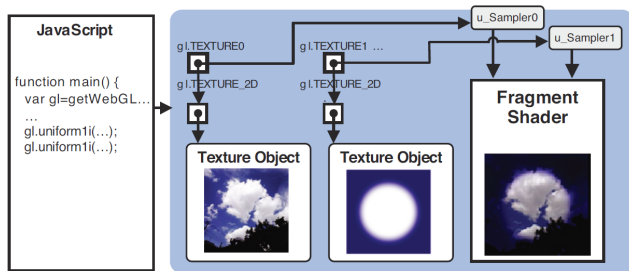 JavaScript
function main() {
var gl=getWebGL…
…
gl.uniform1i(…);
gl.uniform1i(…);
gl.TEXTURE0
gl.TEXTURE1 …
u_Sampler0
u_Sampler1
gl.TEXTURE_2D
gl.TEXTURE_2D
Texture Object
Texture Object
Fragment
Shader